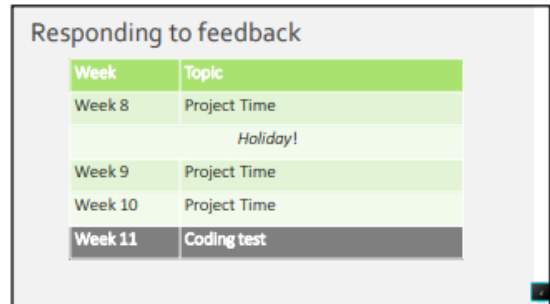 Responding to feedback
Week Topic
Week 8 Project Time
Holiday!
Week 9 Project Time
Week 10 Project Time
Week 11 Coding test